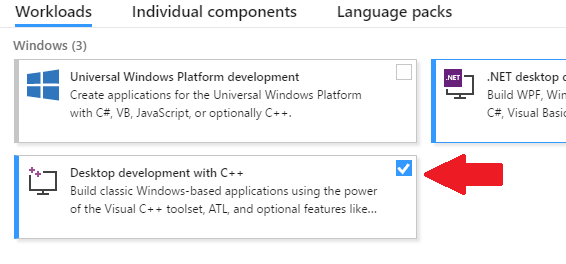 Workloads Individual components Language packs
Windows (3)
Universal Windows Platform development
Create applications for the Universal Windows Platform
with C#, VB, JavaScript, or optionally C++.
.NET
.NET desktop
Build WPF,
C#, Visual
Desktop development with C++
Build classic Windows-based applications using the power
of the Visual C++ toolset, ATL, and optional features like...